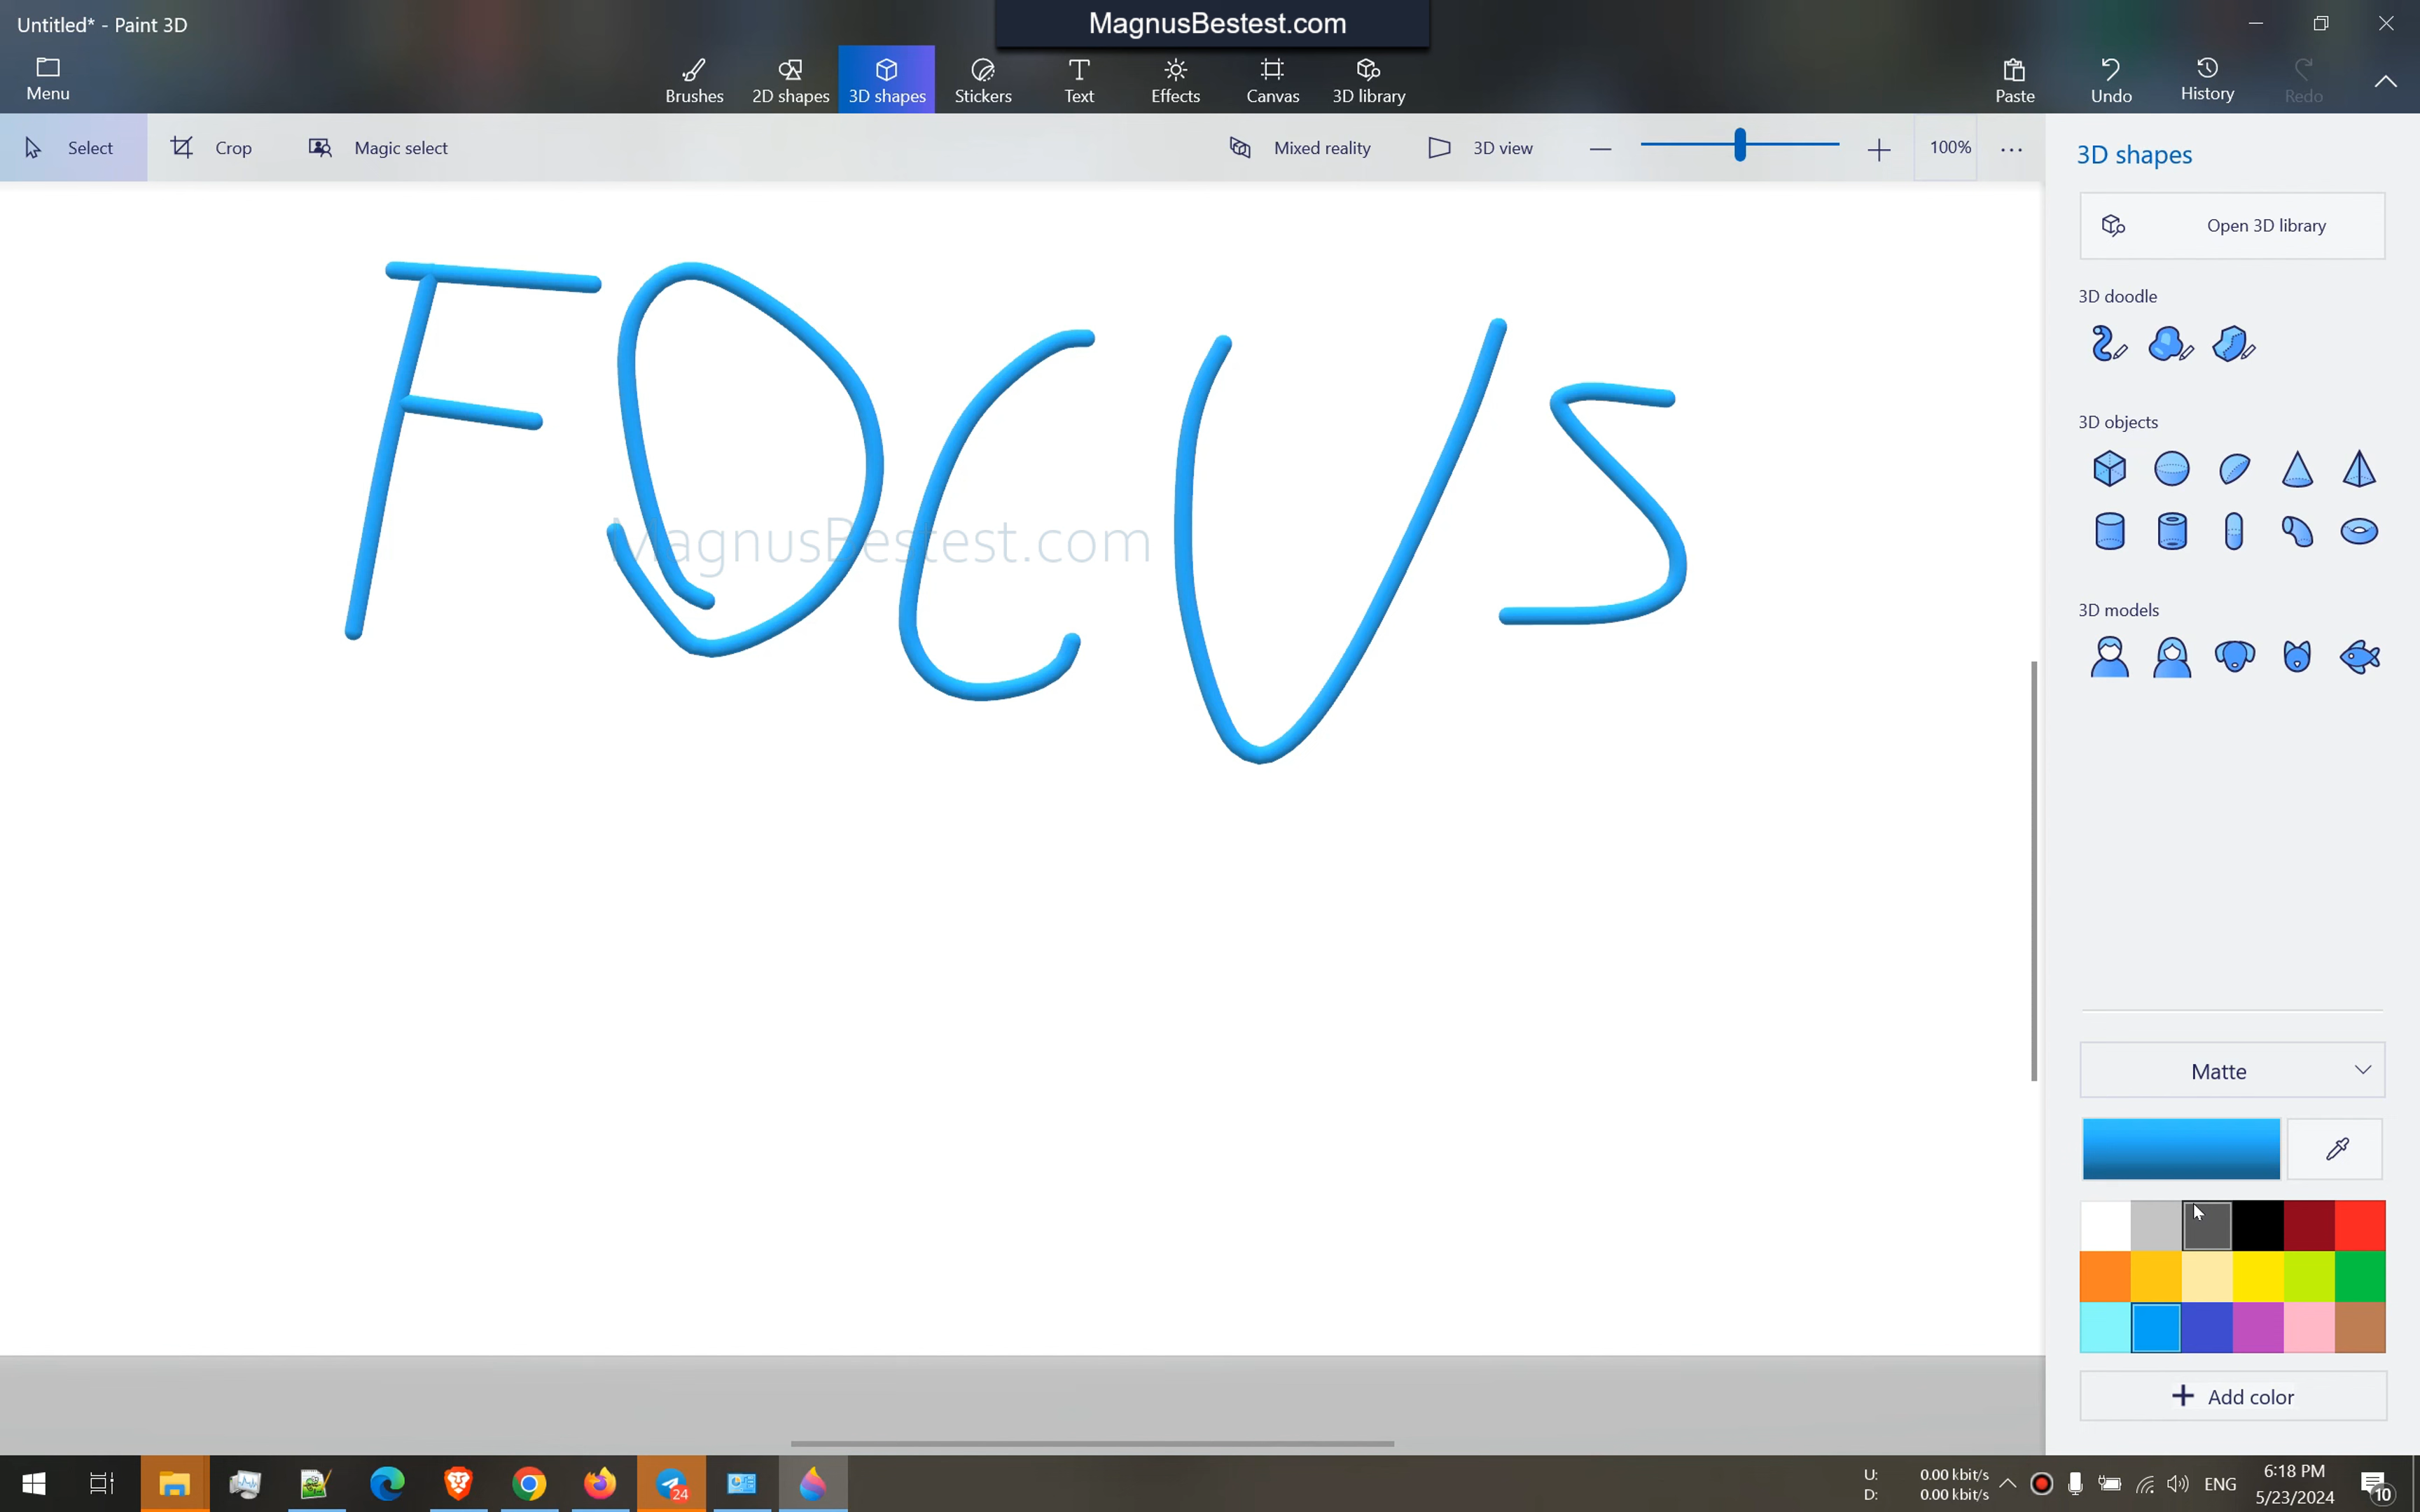 Untitled* - Paint 3D
MagnusBestest.com
Menu
Brushes
2D shapes
3D shapes
Stickers
Text
Effects
Canvas
3D library
Paste
Undo
History
Redo
Select
Crop
Magic select
Mixed reality
3D view
100%
3D shapes
Open 3D library
3D doodle
3D objects
3D models
FOCUS
MagnusBestest.com
Matte
Add color
24
U: 0.00 kbit/s
D: 0.00 kbit/s
ENG
6:18 PM
5/23/2024
10